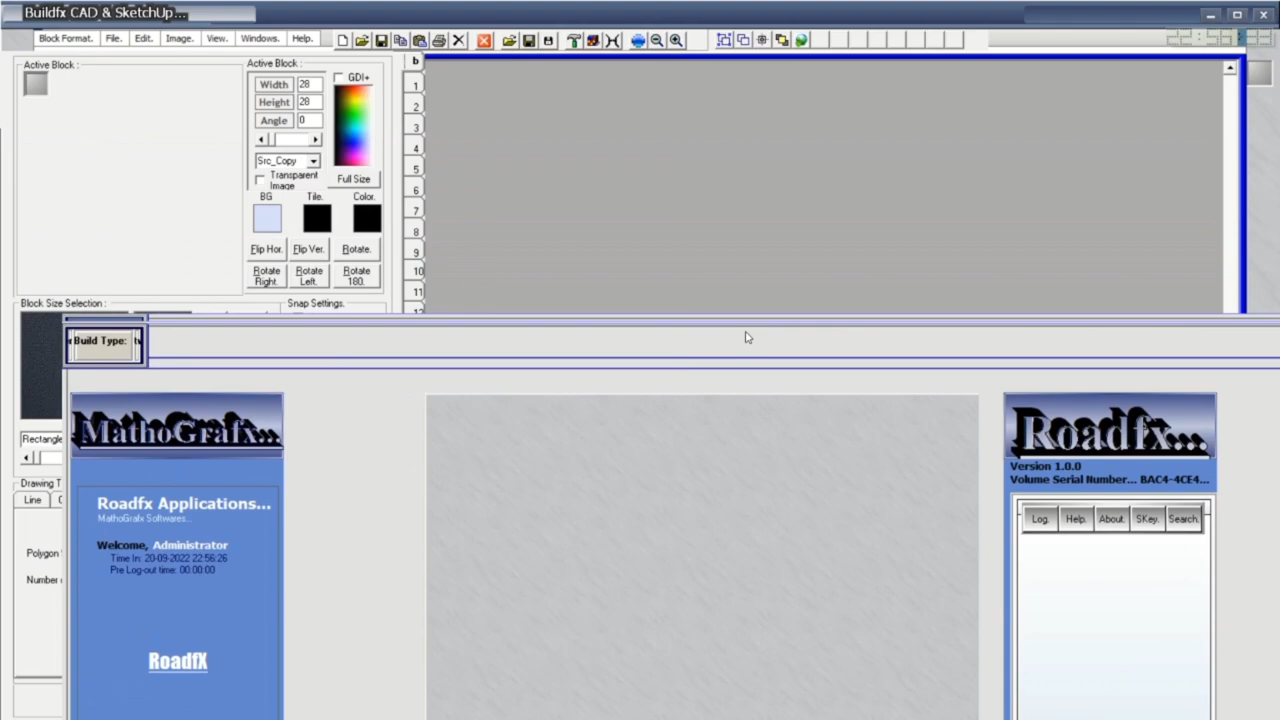 Buildfx CAD & SketchUp...
Block Format. File. Edit. Image. View. Windows. Help.
Active Block :
Active Block :
Width 28
GDI+
Height 28
Angle 0
Src_Copy
Transparent Image
Full Size
BG Tile. Color.
Flip Hor. Flip Ver. Rotate.
Rotate Right. Rotate Left. Rotate 180.
b
1
2
3
4
5
6
7
8
9
10
11
Block Size Selection :
Snap Settings.
Build Type:
Rectangle
Drawing T
Line
Polygon
Number
MathoGrafx...
Roadfx Applications...
MathoGrafx Softwares...
Welcome, Administrator
Time In: 20-09-2022 22:56:26
Pre Log-out time: 00:00:00
RoadfX
Roadfx...
Version 1.0.0
Volume Serial Number... BAC4-4CE4...
Log. Help. About. SKey. Search.